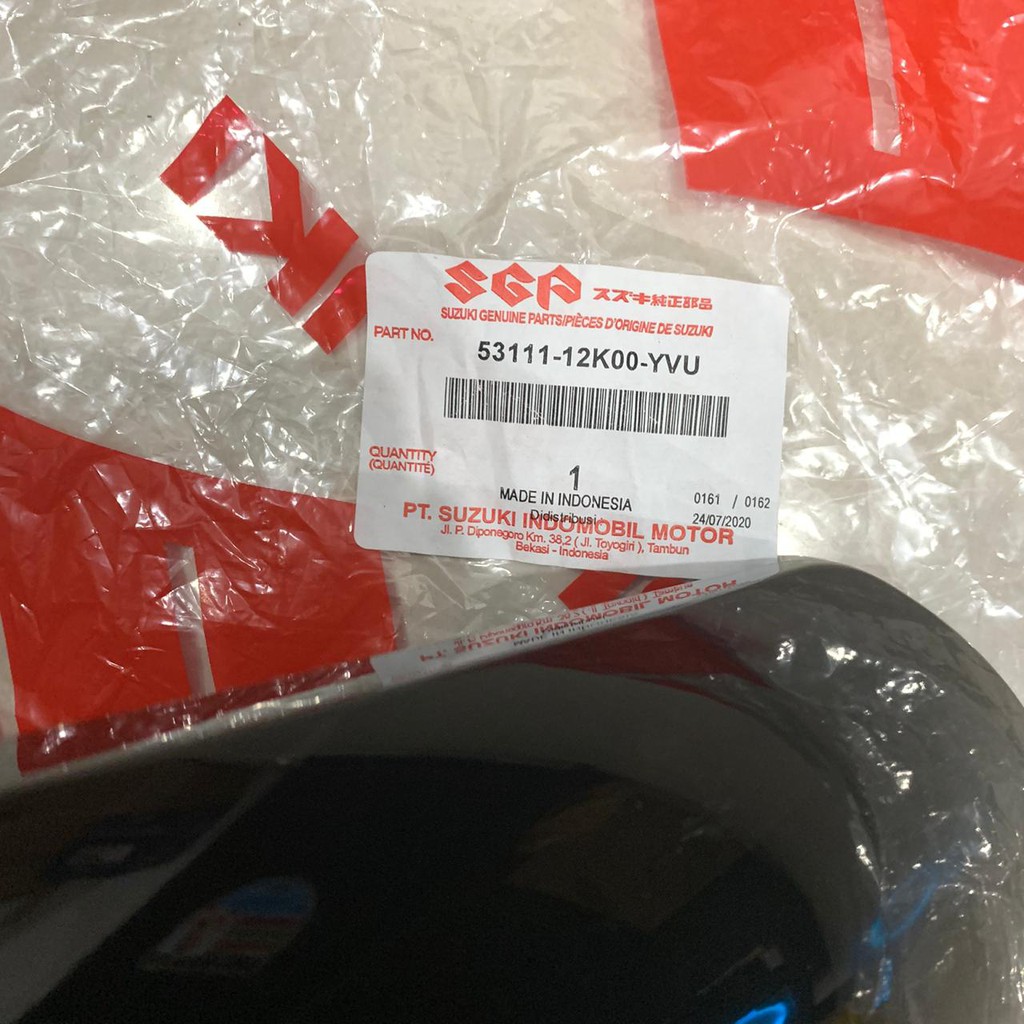 SGP スズキ純正部品
SUZUKI GENUINE PARTS/PIÈCES D'ORIGINE DE SUZUKI
PART NO.
53111-12K00-YVU
QUANTITY
(QUANTITÉ)
1
MADE IN INDONESIA
0161 / 0162
Didistribusi
24/07/2020
PT. SUZUKI INDOMOBIL MOTOR
Jl. P. Diponegoro Km. 38,2 ( Jl. Toyogiri ), Tambun
Bekasi - Indonesia